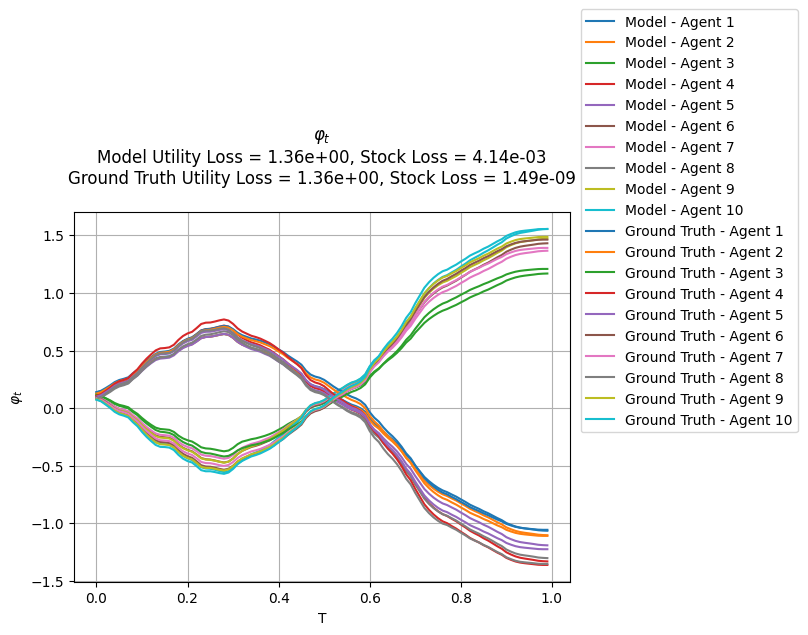 φₜ
Model Utility Loss = 1.36e+00, Stock Loss = 4.14e-03
Ground Truth Utility Loss = 1.36e+00, Stock Loss = 1.49e-09
Model - Agent 1
Model - Agent 2
Model - Agent 3
Model - Agent 4
Model - Agent 5
Model - Agent 6
Model - Agent 7
Model - Agent 8
Model - Agent 9
Model - Agent 10
Ground Truth - Agent 1
Ground Truth - Agent 2
Ground Truth - Agent 3
Ground Truth - Agent 4
Ground Truth - Agent 5
Ground Truth - Agent 6
Ground Truth - Agent 7
Ground Truth - Agent 8
Ground Truth - Agent 9
Ground Truth - Agent 10
φₜ
1.5
1.0
0.5
0.0
−0.5
−1.0
−1.5
0.0 0.2 0.4 0.6 0.8 1.0
T